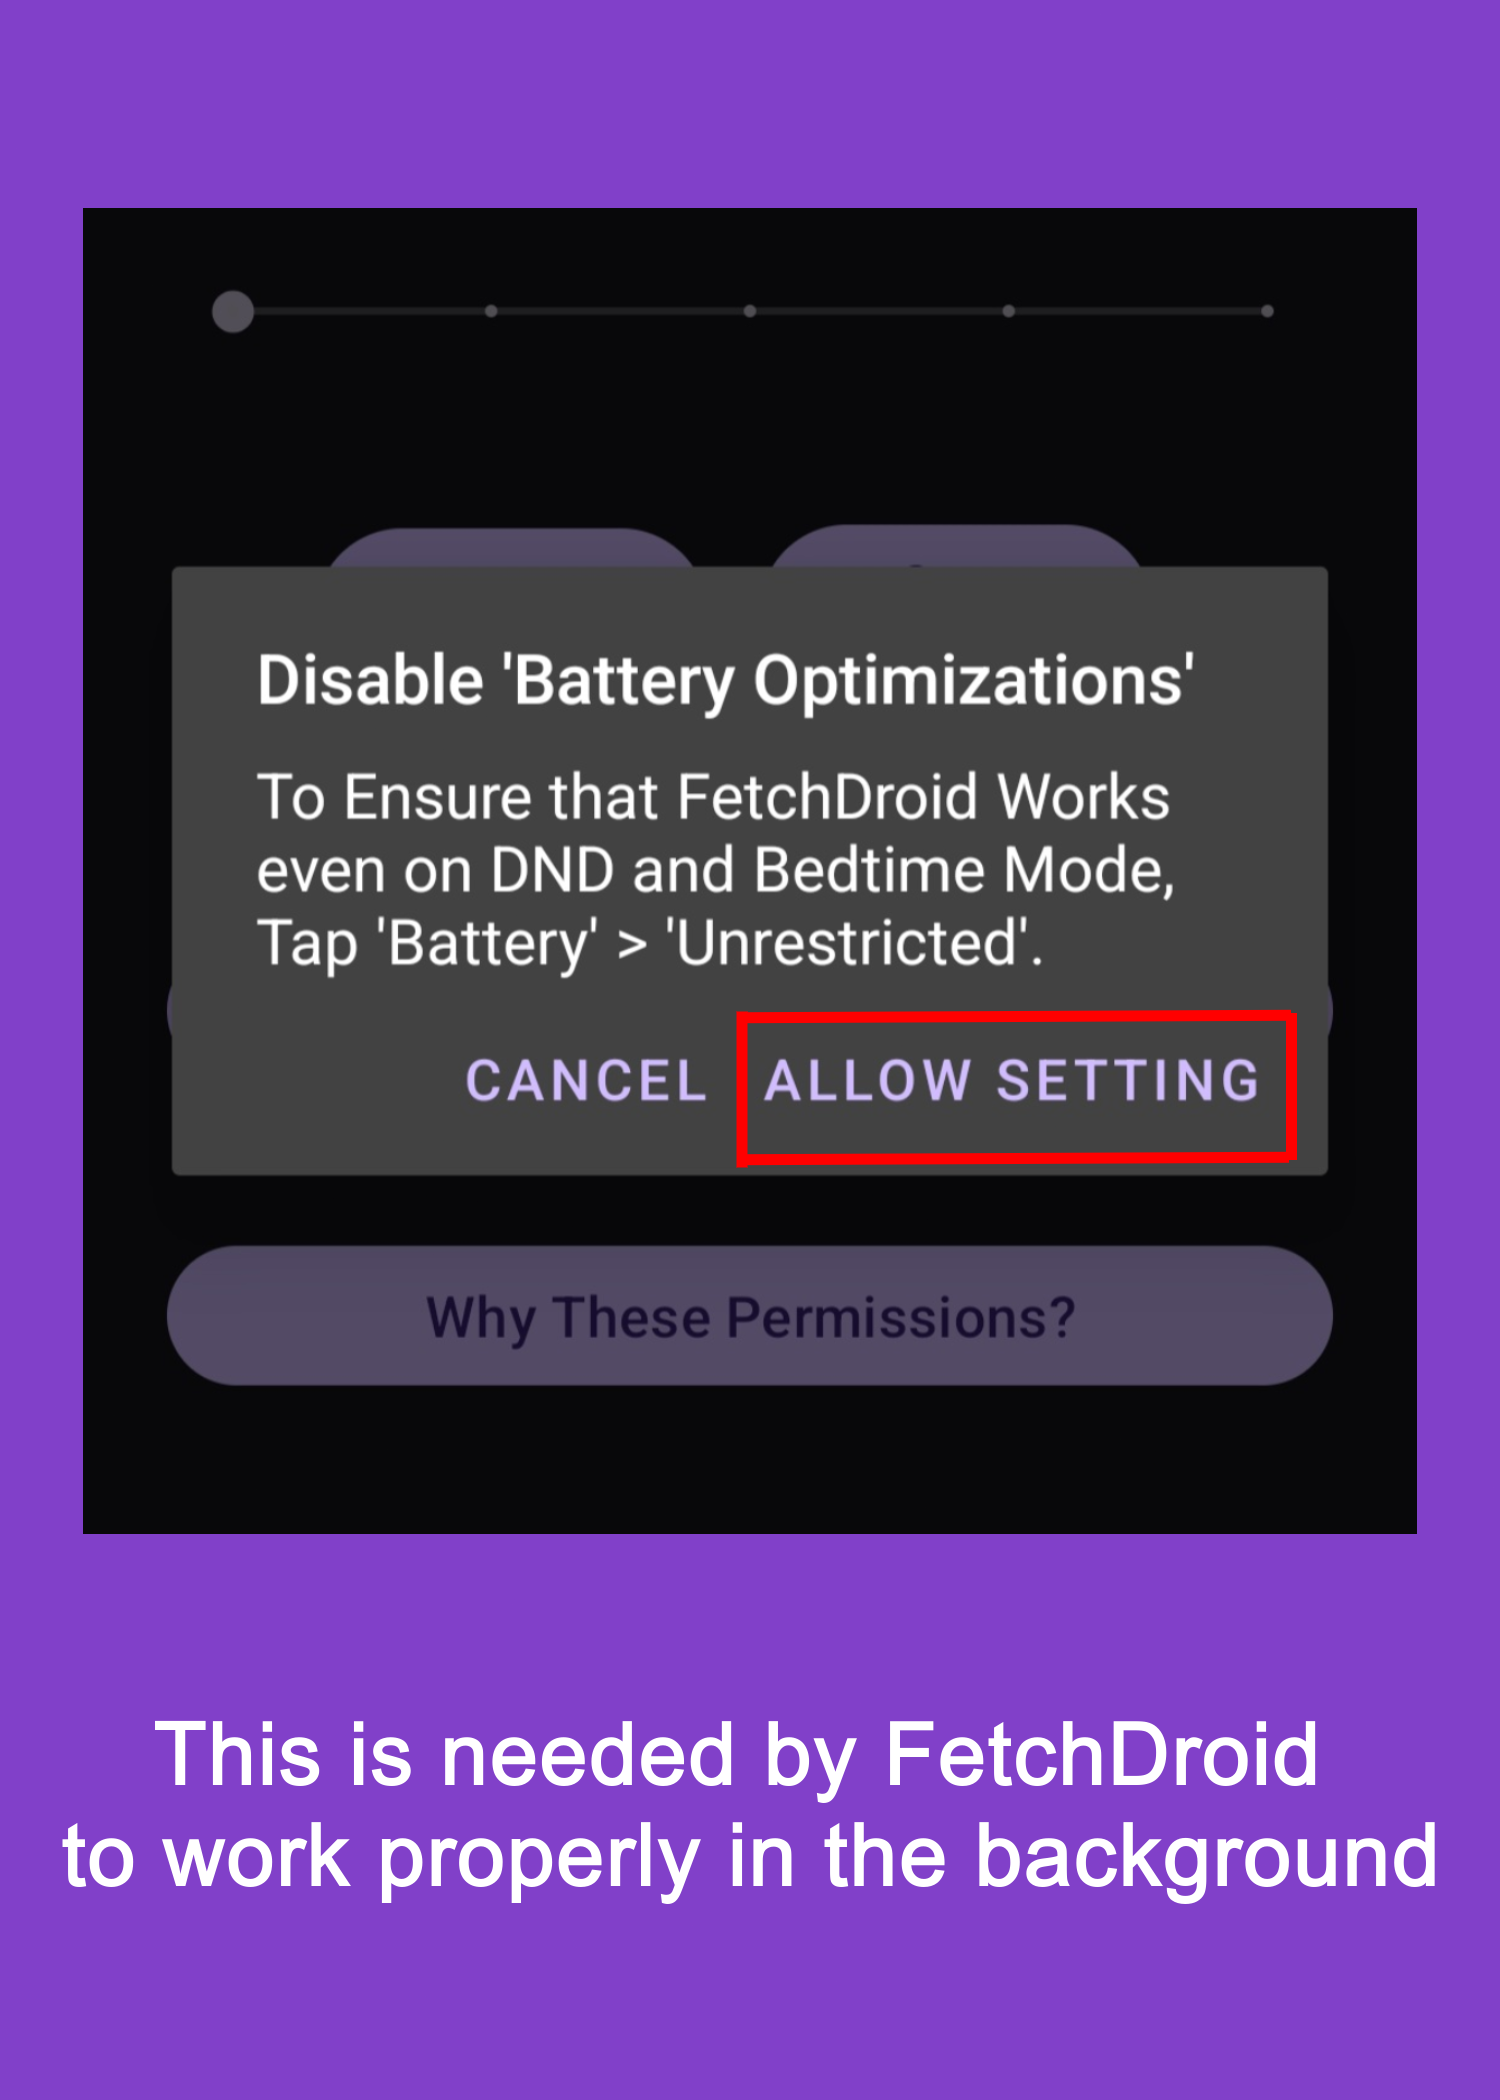 Disable 'Battery Optimizations'
To Ensure that FetchDroid Works
even on DND and Bedtime Mode,
Tap 'Battery' > 'Unrestricted'.
CANCEL ALLOW SETTING
Why These Permissions?
This is needed by FetchDroid
to work properly in the background